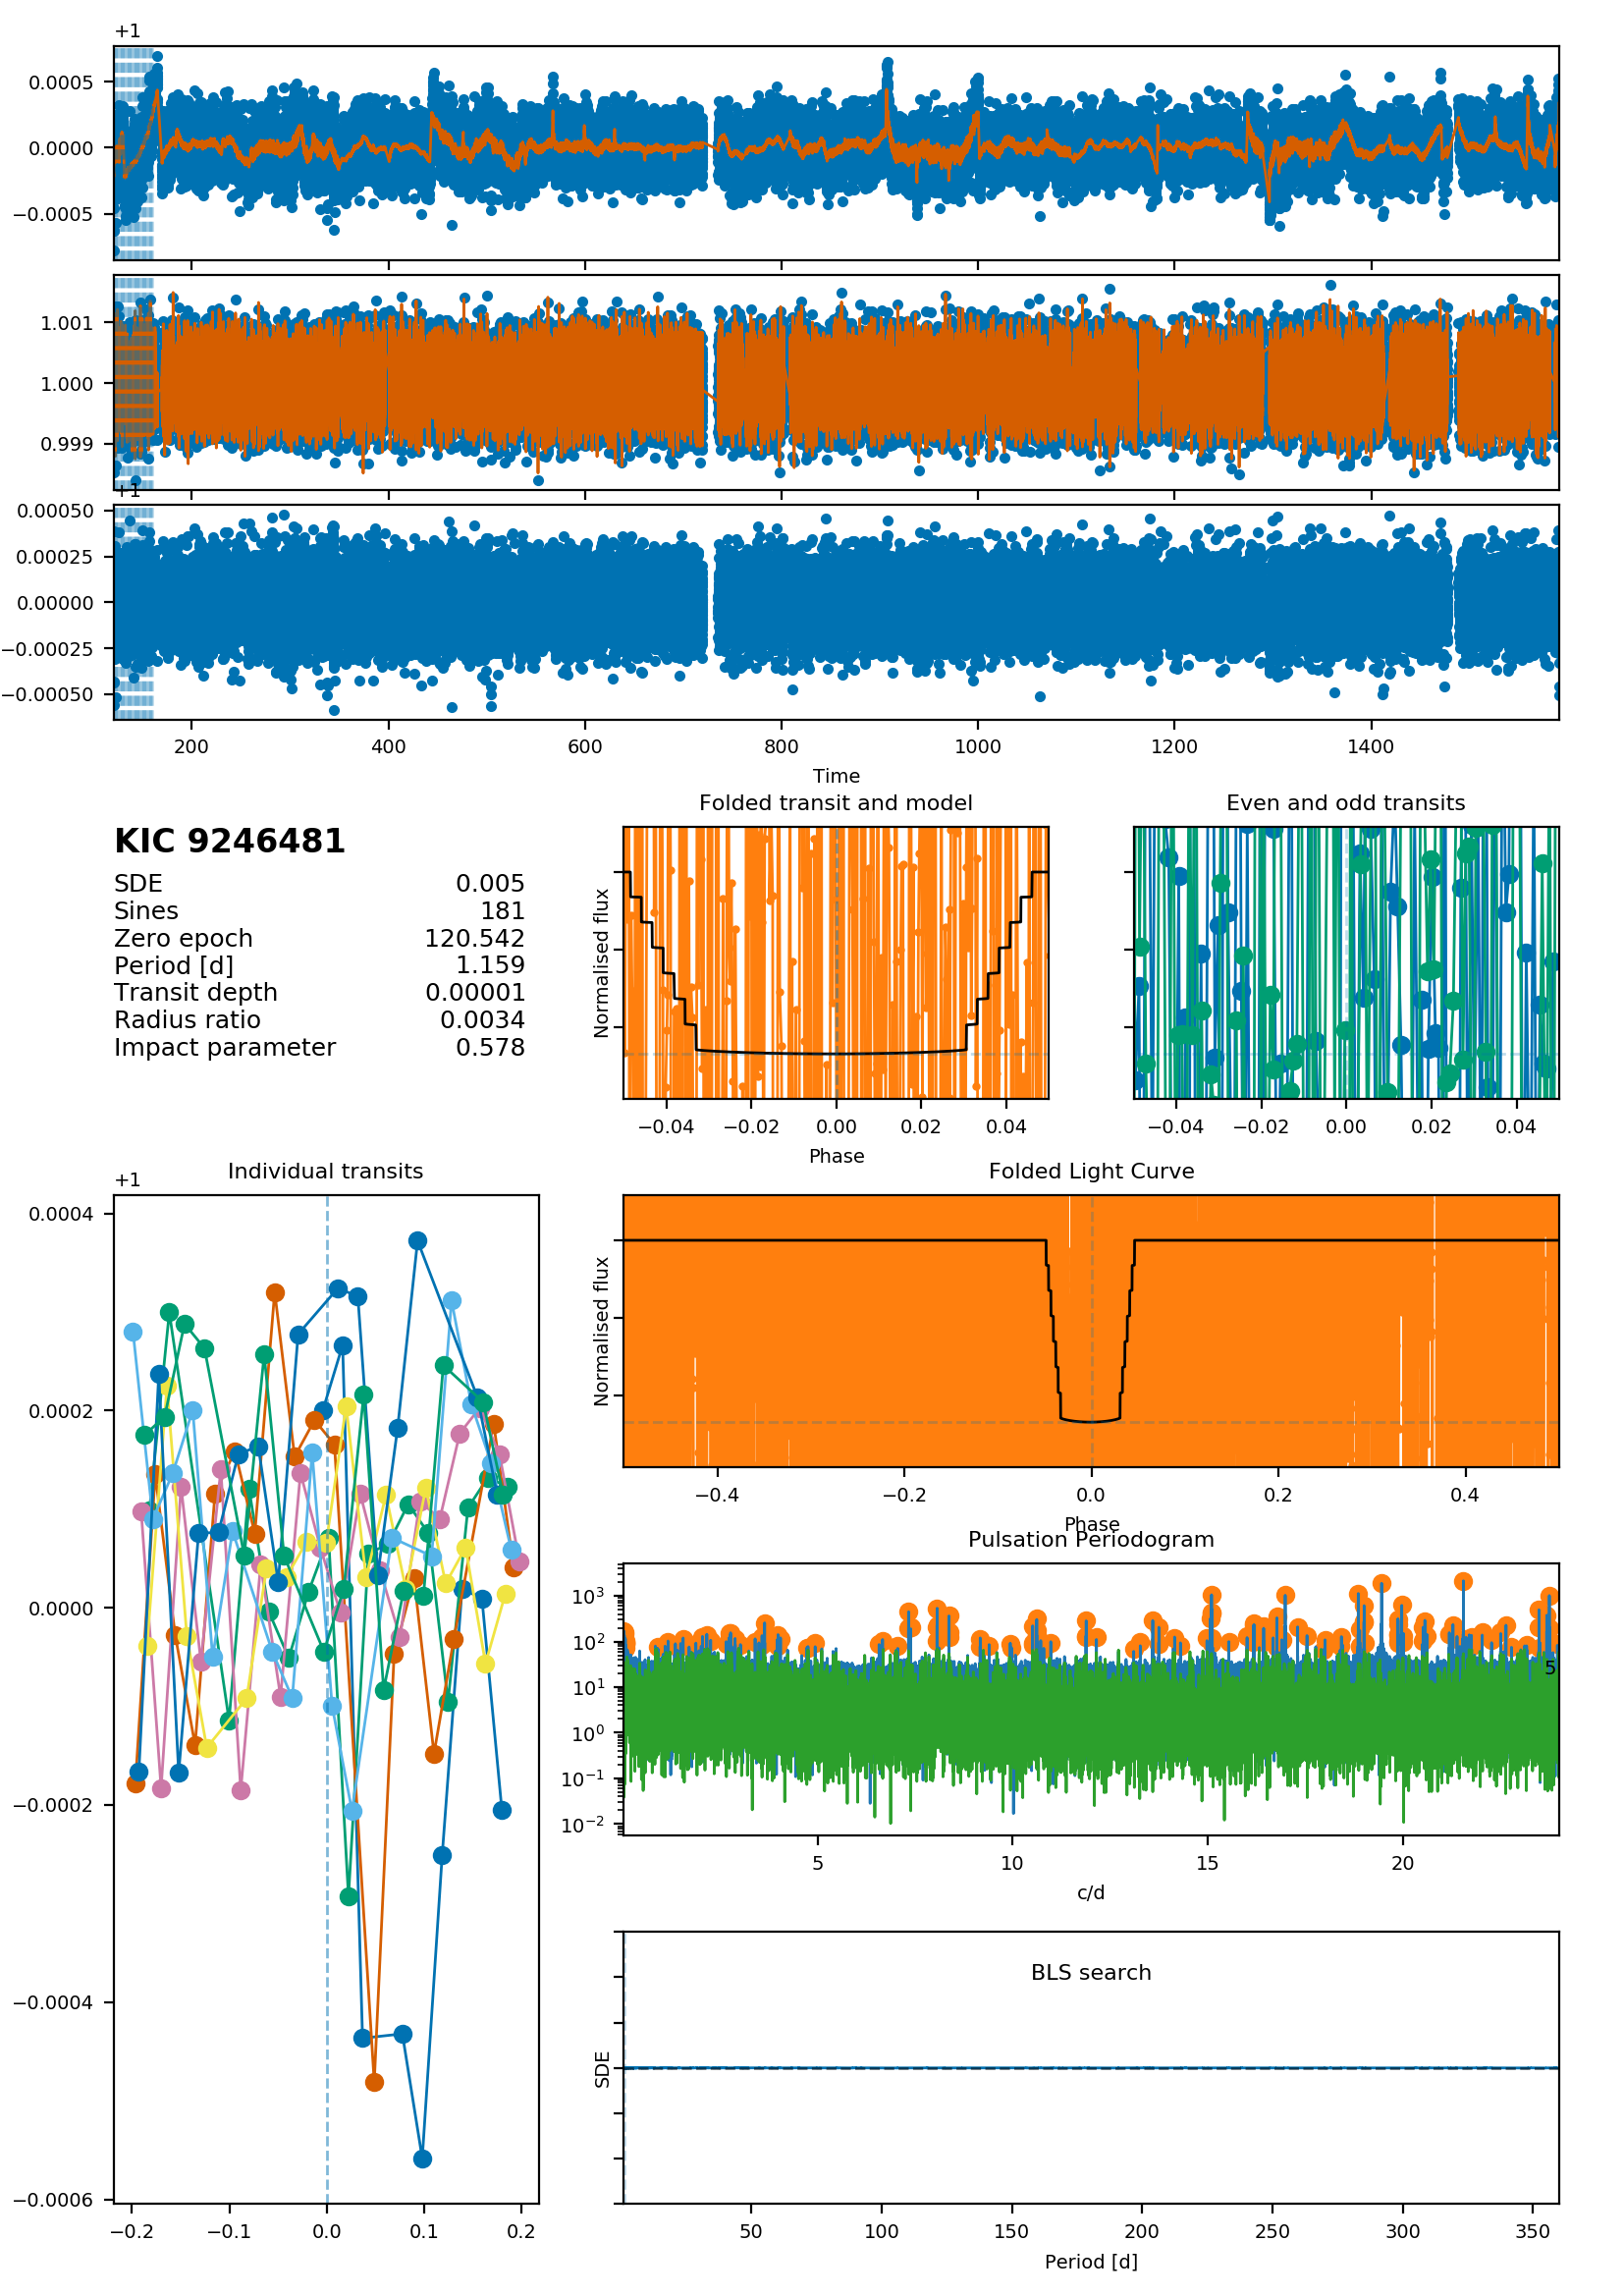 +1
0.0005
0.0000
−0.0005
1.001
1.000
0.999
+1
0.00050
0.00025
0.00000
−0.00025
−0.00050
200 400 600 800 1000 1200 1400
Time
KIC 9246481
SDE 0.005
Sines 181
Zero epoch 120.542
Period [d] 1.159
Transit depth 0.00001
Radius ratio 0.0034
Impact parameter 0.578
Folded transit and model
Normalised flux
−0.04 −0.02 0.00 0.02 0.04
Phase
Even and odd transits
−0.04 −0.02 0.00 0.02 0.04
Individual transits
+1
0.0004
0.0002
0.0000
−0.0002
−0.0004
−0.0006
−0.2 −0.1 0.0 0.1 0.2
Folded Light Curve
Normalised flux
−0.4 −0.2 0.0 0.2 0.4
Phase
Pulsation Periodogram
10³
10²
10¹
10⁰
10⁻¹
10⁻²
5
5 10 15 20
c/d
BLS search
SDE
50 100 150 200 250 300 350
Period [d]